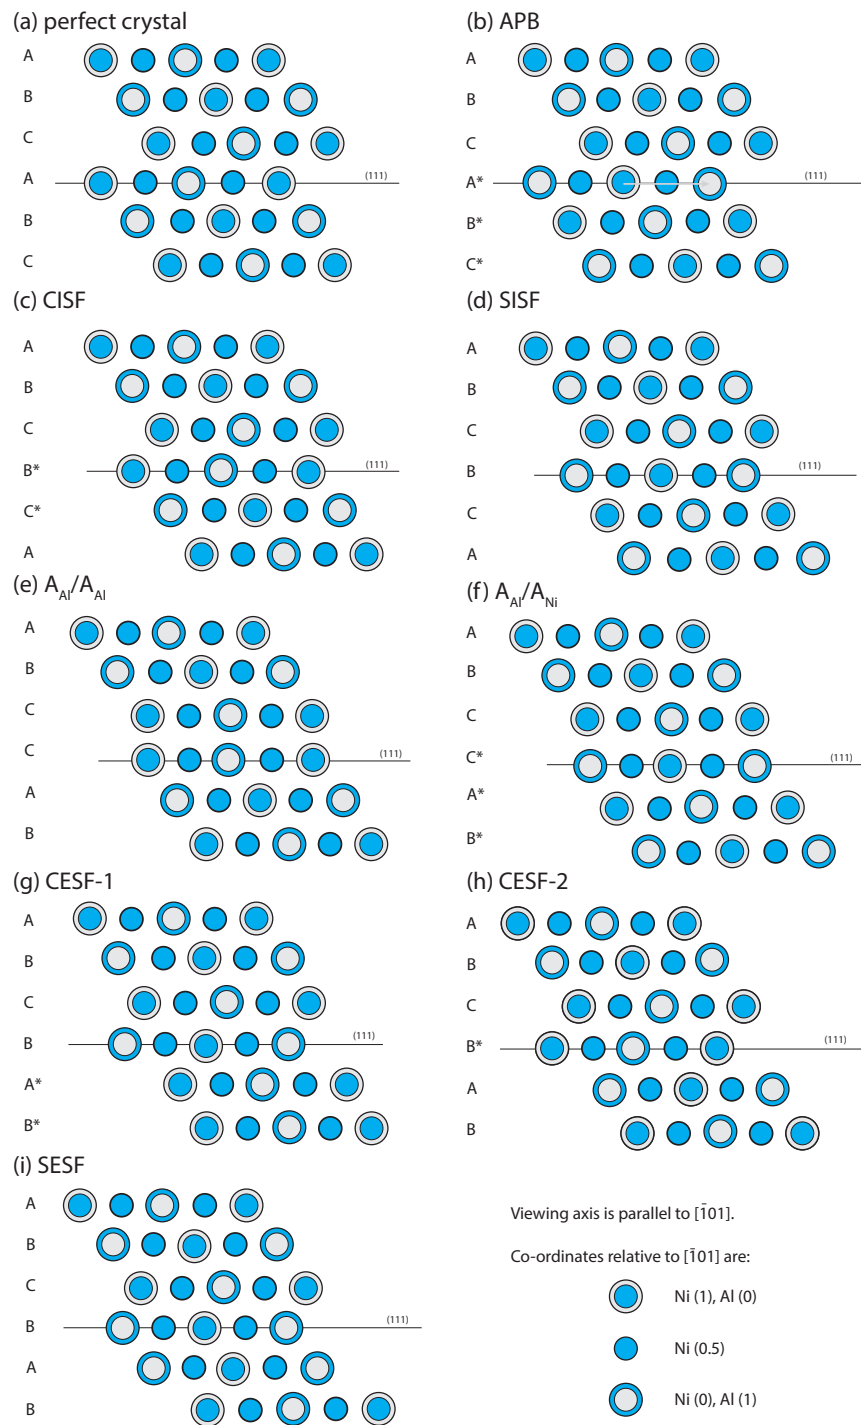 (a) perfect crystal
A
B
C
A
(111)
B
C
(b) APB
A
B
C
A*
(111)
B*
C*
(c) CISF
A
B
C
B*
(111)
C*
A
(d) SISF
A
B
C
B
(111)
C
A
(e) A_Al/A_Al
A
B
C
C
(111)
A
B
(f) A_Al/A_Ni
A
B
C
C*
(111)
A*
B*
(g) CESF-1
A
B
C
B
(111)
A*
B*
(h) CESF-2
A
B
C
B*
(111)
A
B
(i) SESF
A
B
C
B
(111)
A
B
Viewing axis is parallel to [1̄01].
Co-ordinates relative to [1̄01] are:
Ni (1), Al (0)
Ni (0.5)
Ni (0), Al (1)